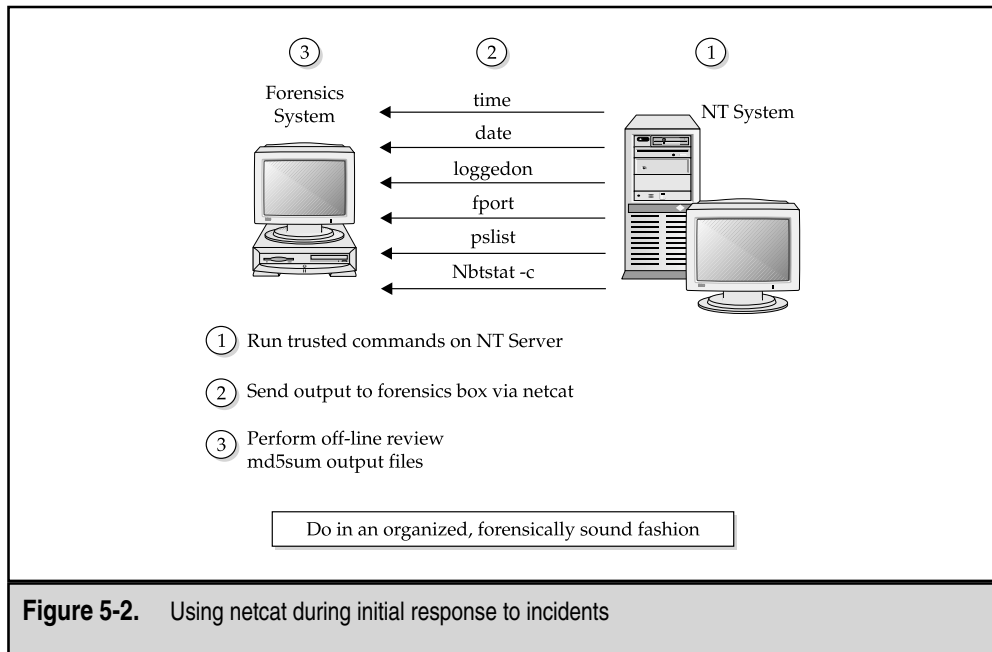 3
2
1
Forensics
System
time
NT System
date
loggedon
fport
pslist
Nbtstat -c
1 Run trusted commands on NT Server
2 Send output to forensics box via netcat
3 Perform off-line review
md5sum output files
Do in an organized, forensically sound fashion
Figure 5-2. Using netcat during initial response to incidents